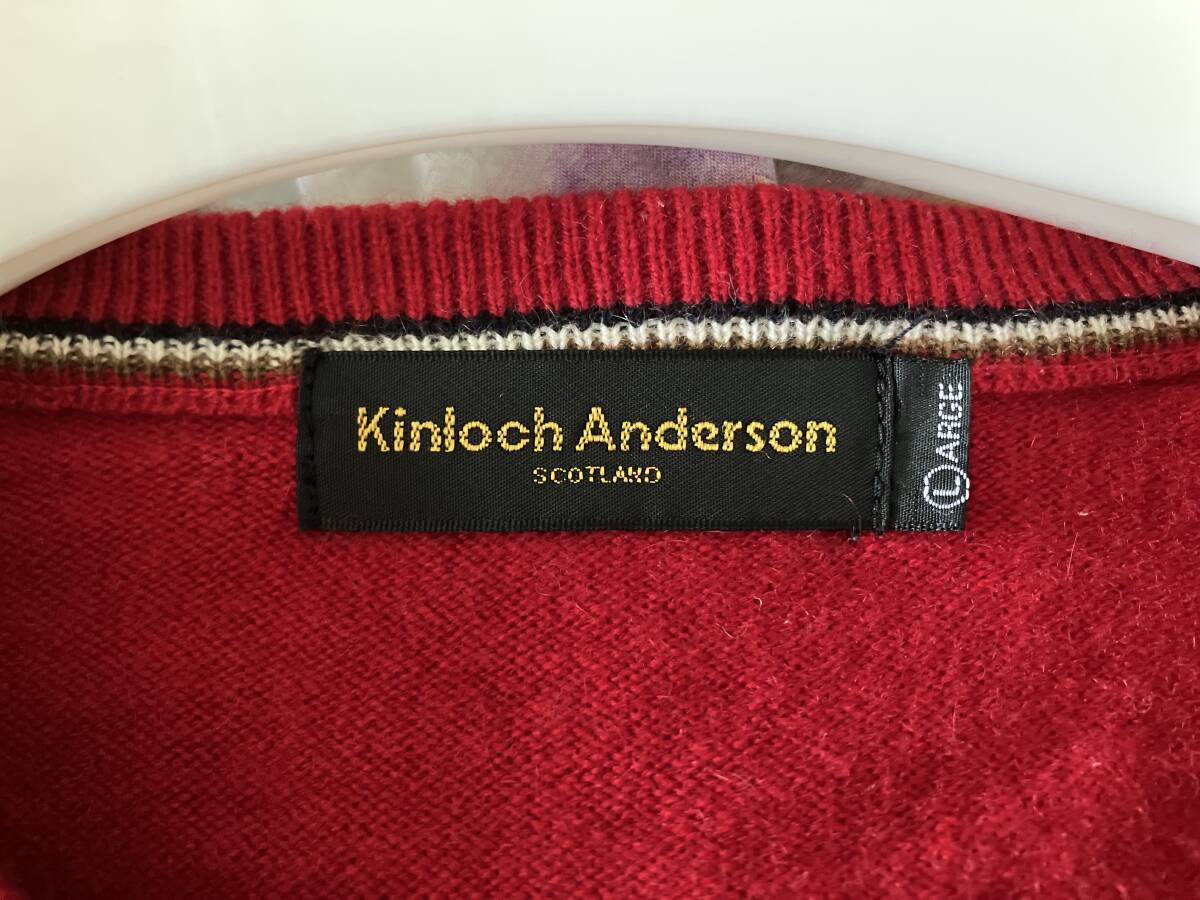 Kinloch Anderson
SCOTLAND
LARGE